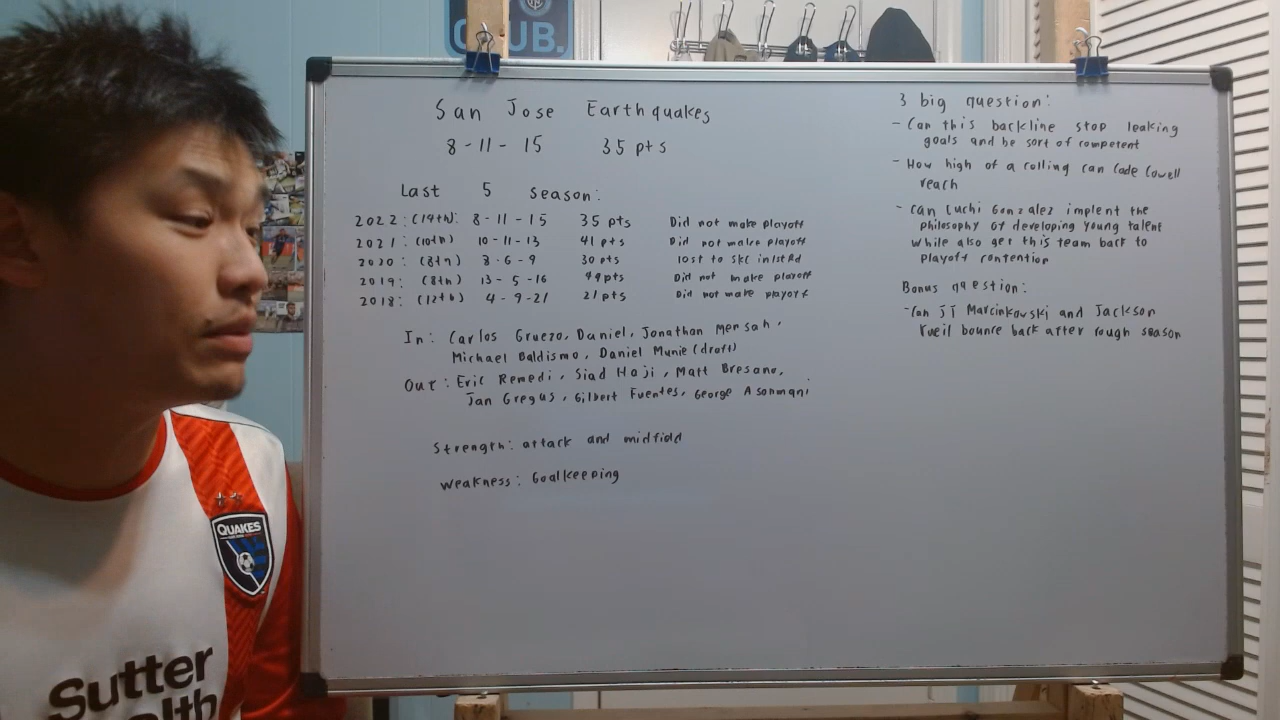 CLUB.
San Jose Earthquakes
8-11-15 35 pts
Last 5 season:
2022: (14th): 8-11-15 35 pts Did not make playoff
2021: (10th) 10-11-13 41 pts Did not make playoff
2020: (8th) 8-6-9 30 pts lost to SKC in 1st Rd
2019: (8th) 13-5-16 44 pts Did not make playoff
2018: (12th) 4-9-21 21 pts Did not make playoff
In: Carlos Gruezo, Daniel, Jonathan Mensah,
Michael Baldismo, Daniel Munie (draft)
Out: Eric Remedi, Siad Haji, Matt Bersano,
Jan Gregus, Gilbert Fuentes, George Asonmani
Strength: attack and midfield
Weakness: Goalkeeping
3 big question:
- Can this backline stop leaking
goals and be sort of competent
- How high of a rolling can Cade Cowell
reach
- Can Luchi Gonzalez implent the
philosophy of developing young talent
while also get this team back to
playoff contention
Bonus question:
- Can JT Marcinkowski and Jackson
Yueil bounce back after rough season
QUAKES
Sutter
Health